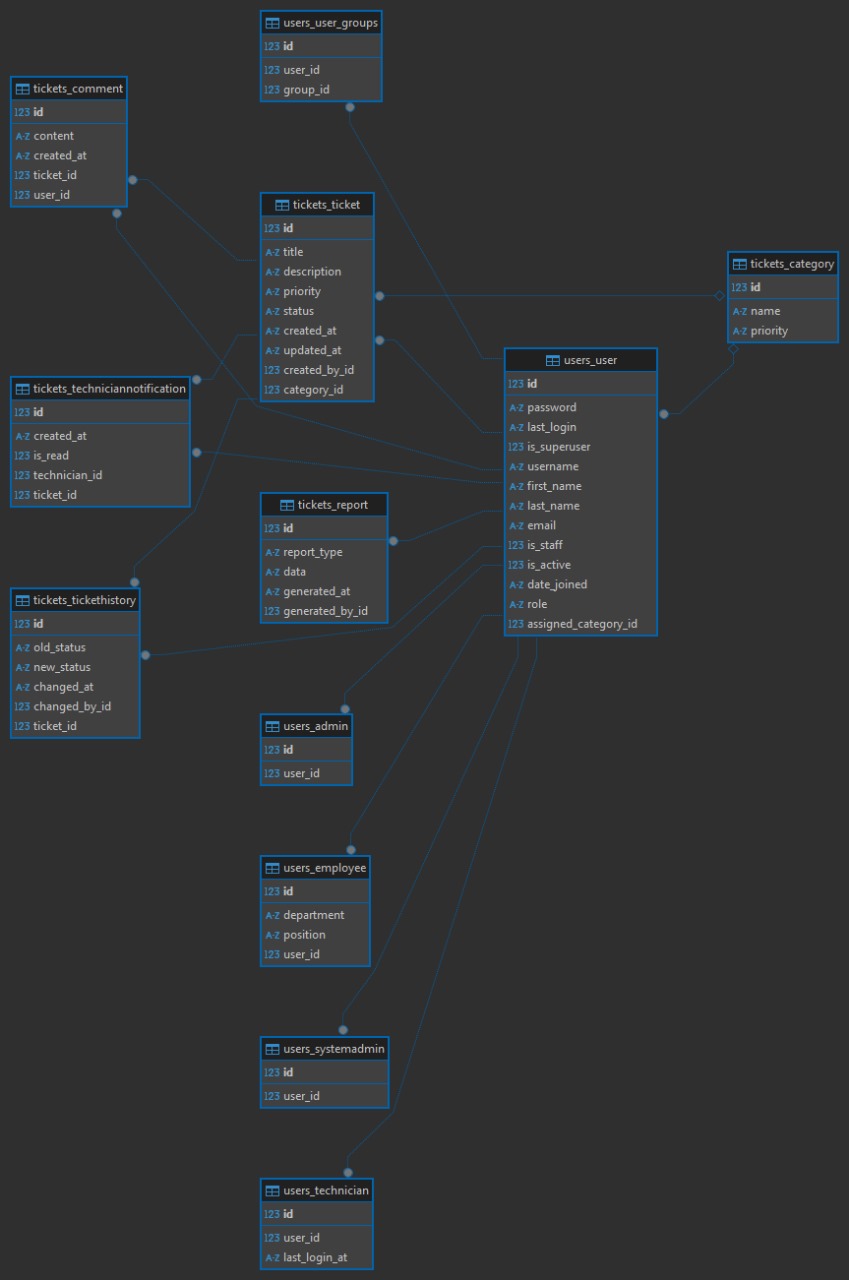 users_user_groups
123 id
123 user_id
123 group_id
tickets_comment
123 id
A-Z content
A-Z created_at
123 ticket_id
123 user_id
tickets_ticket
123 id
A-Z title
A-Z description
A-Z priority
A-Z status
A-Z created_at
A-Z updated_at
123 created_by_id
123 category_id
tickets_category
123 id
A-Z name
A-Z priority
users_user
123 id
A-Z password
A-Z last_login
123 is_superuser
A-Z username
A-Z first_name
A-Z last_name
A-Z email
123 is_staff
123 is_active
A-Z date_joined
A-Z role
123 assigned_category_id
tickets_techniciannotification
123 id
A-Z created_at
123 is_read
123 technician_id
123 ticket_id
tickets_report
123 id
A-Z report_type
A-Z data
A-Z generated_at
123 generated_by_id
tickets_tickethistory
123 id
A-Z old_status
A-Z new_status
A-Z changed_at
123 changed_by_id
123 ticket_id
users_admin
123 id
123 user_id
users_employee
123 id
A-Z department
A-Z position
123 user_id
users_systemadmin
123 id
123 user_id
users_technician
123 id
123 user_id
A-Z last_login_at